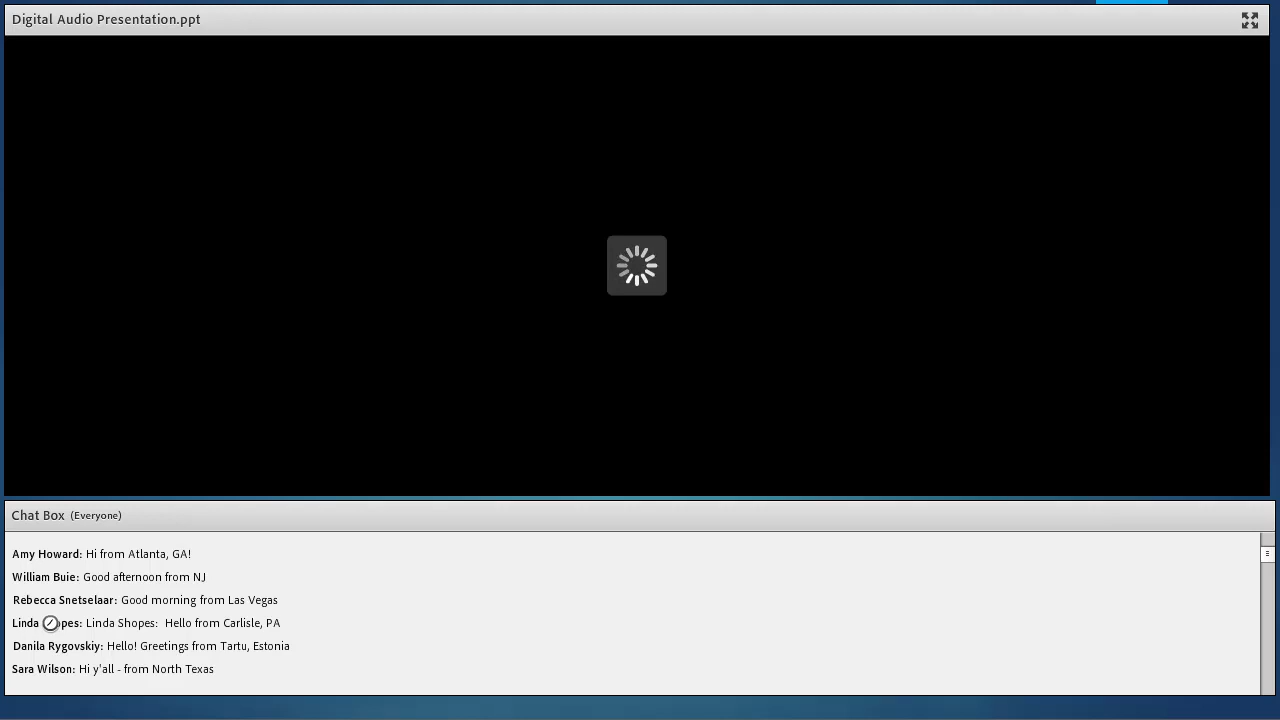 Digital Audio Presentation.ppt
Chat Box (Everyone)
Amy Howard: Hi from Atlanta, GA!
William Buie: Good afternoon from NJ
Rebecca Snetselaar: Good morning from Las Vegas
Linda pes: Linda Shopes: Hello from Carlisle, PA
Danila Rygovskiy: Hello! Greetings from Tartu, Estonia
Sara Wilson: Hi y'all - from North Texas